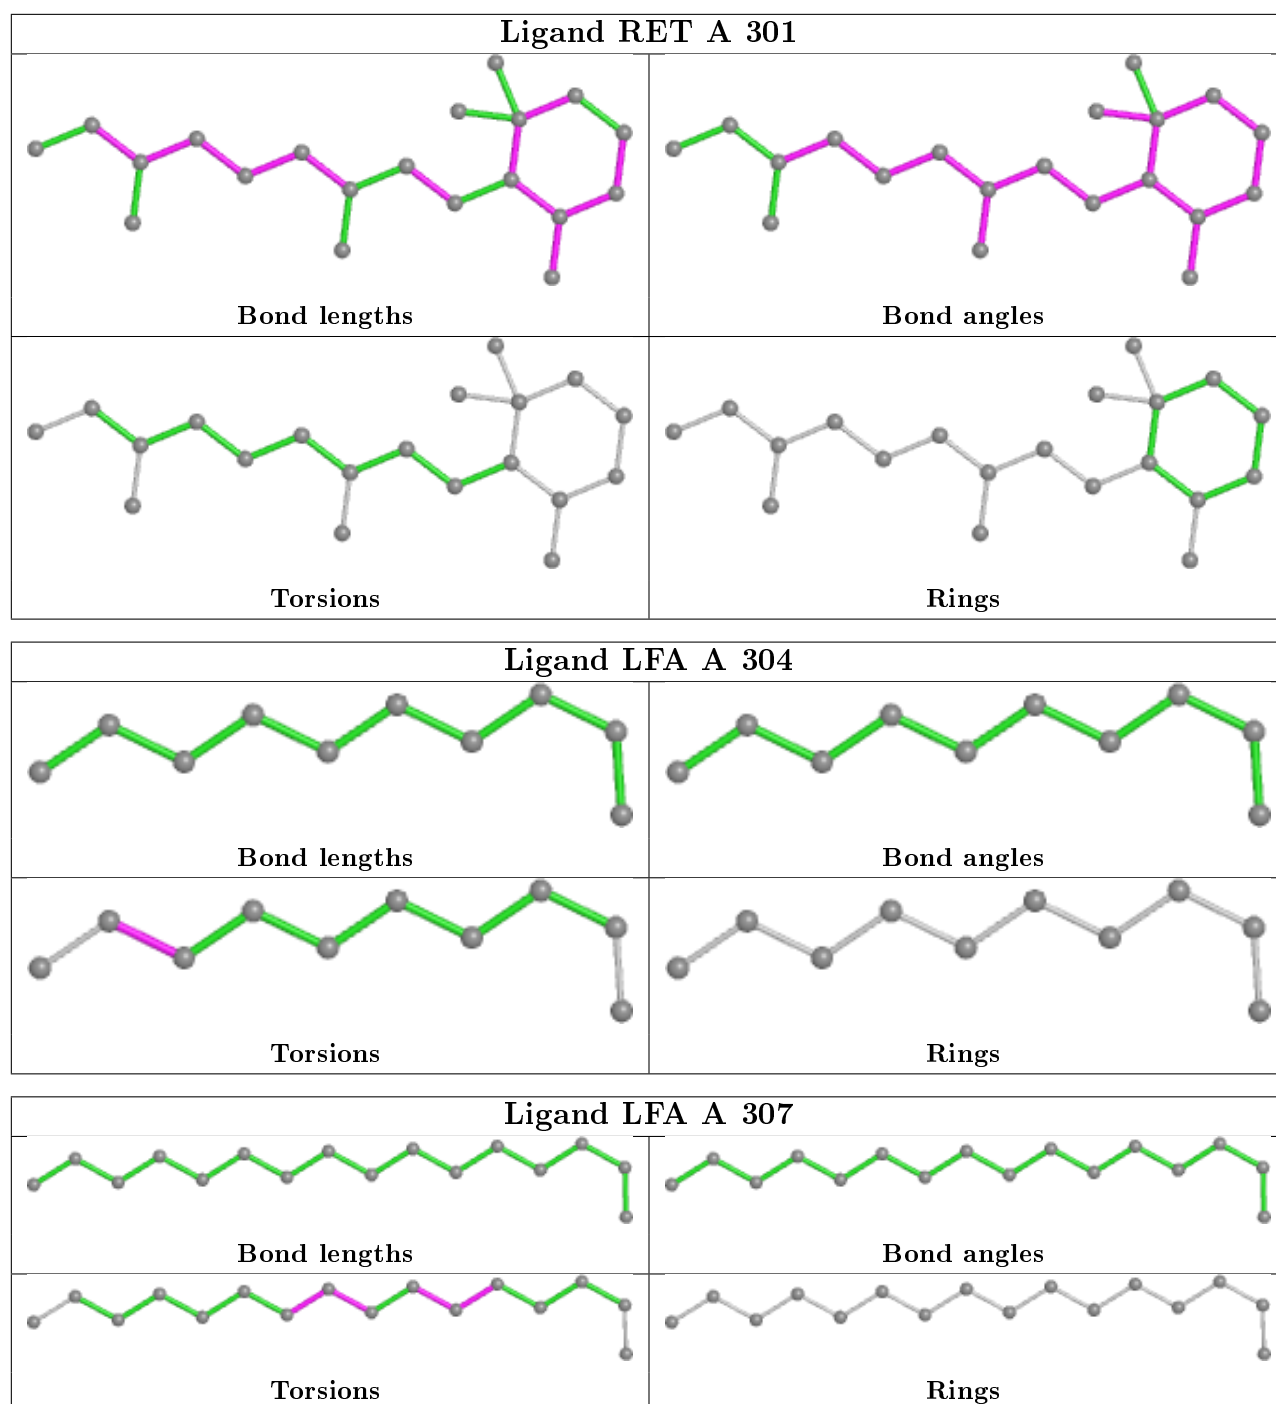 Ligand RET A 301
Bond lengths
Bond angles
Torsions
Rings
Ligand LFA A 304
Bond lengths
Bond angles
Torsions
Rings
Ligand LFA A 307
Bond lengths
Bond angles
Torsions
Rings